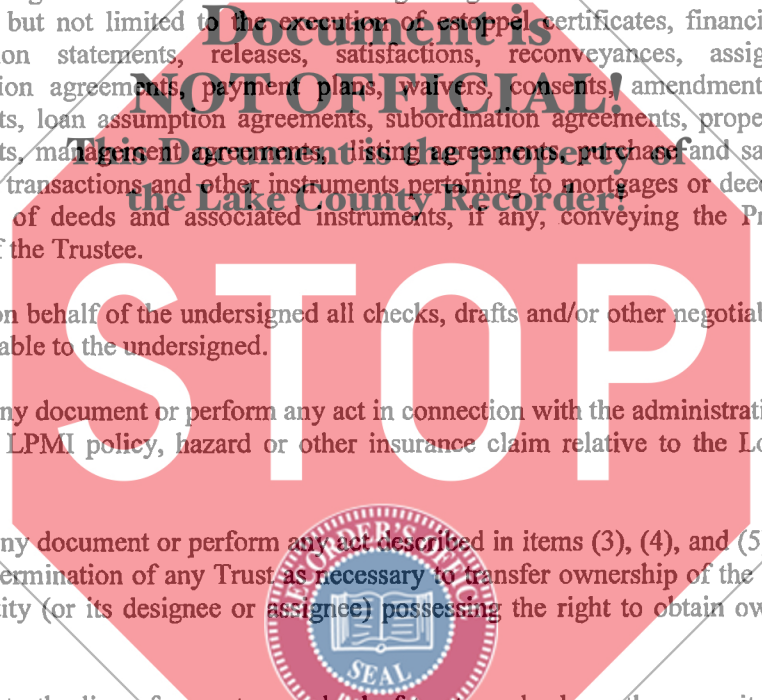 but not limited to the execution of estoppel certificates, financi
on statements, releases, satisfactions, reconveyances, assig
ion agreements, payment plans, waivers, consents, amendment
ts, loan assumption agreements, subordination agreements, prope
ts, management agreements, listing agreements, purchase and sa
transactions and other instruments pertaining to mortgages or deed
of deeds and associated instruments, if any, conveying the Pr
f the Trustee.
Document is
NOT OFFICIAL!
This Document is the property of
the Lake County Recorder!
STOP
on behalf of the undersigned all checks, drafts and/or other negotiab
able to the undersigned.
ny document or perform any act in connection with the administrati
LPMI policy, hazard or other insurance claim relative to the Lo
ny document or perform any act described in items (3), (4), and (5
ermination of any Trust as necessary to transfer ownership of the
tity (or its designee or assignee) possessing the right to obtain ow
SEAL